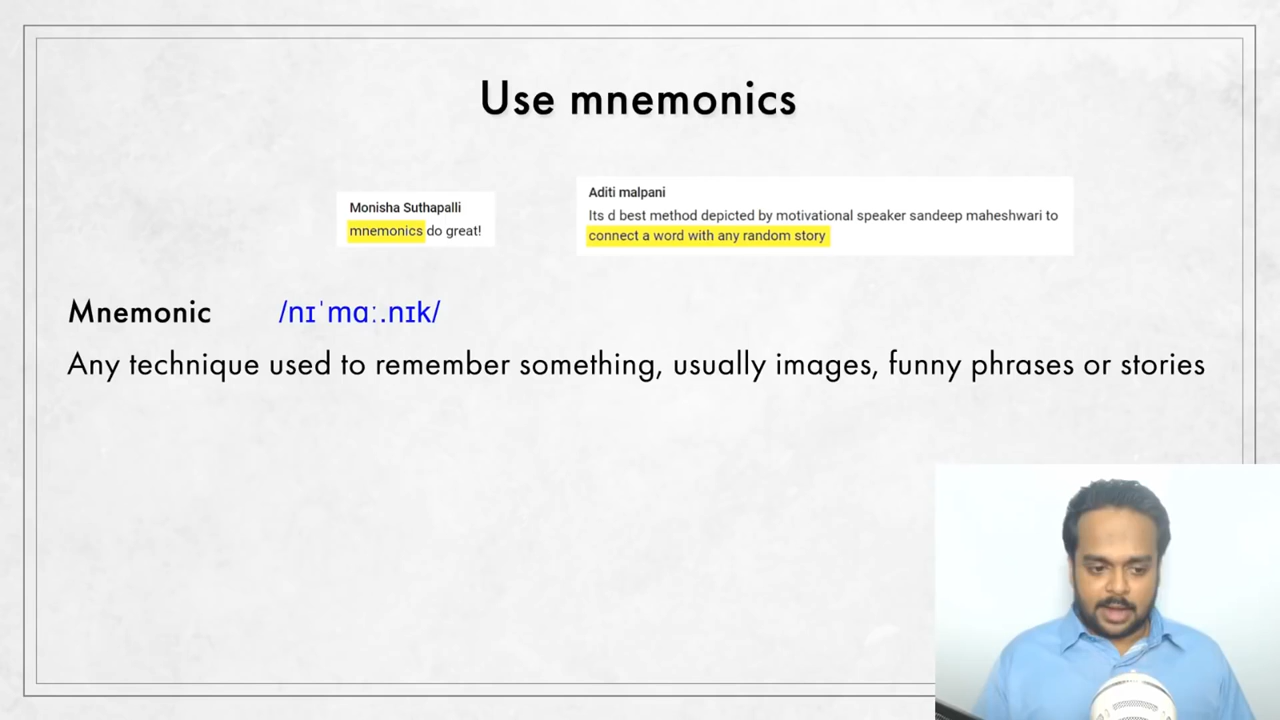 Use mnemonics
Monisha Suthapalli
mnemonics do great!
Aditi malpani
Its d best method depicted by motivational speaker sandeep maheshwari to
connect a word with any random story
Mnemonic /nɪˈmɑː.nɪk/
Any technique used to remember something, usually images, funny phrases or stories